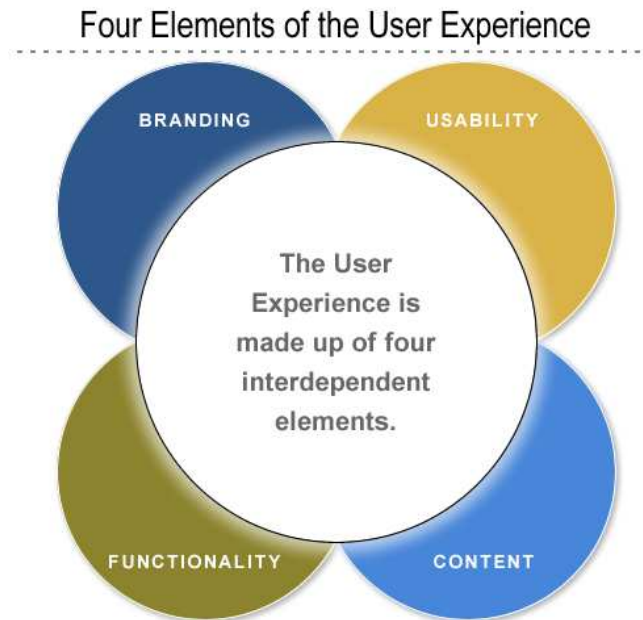 Four Elements of the User Experience
BRANDING
USABILITY
The User
Experience is
made up of four
interdependent
elements.
FUNCTIONALITY
CONTENT